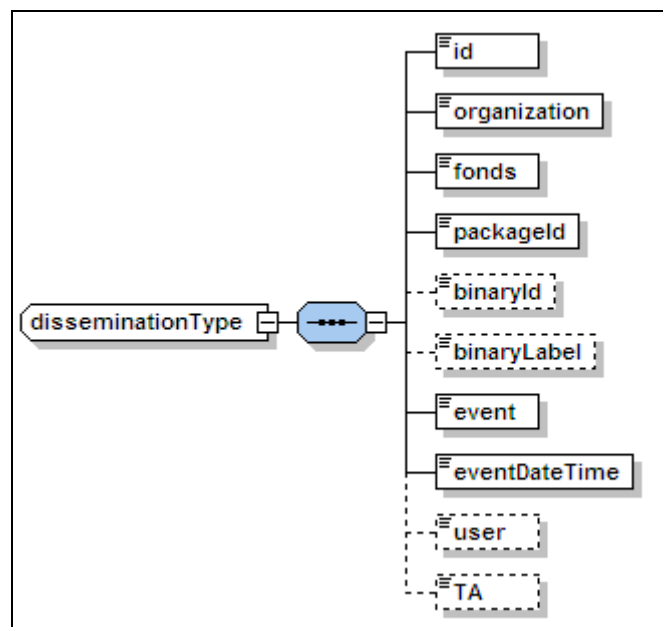 id
organization
fonds
packageId
binaryId
disseminationType
binaryLabel
event
eventDateTime
user
TA